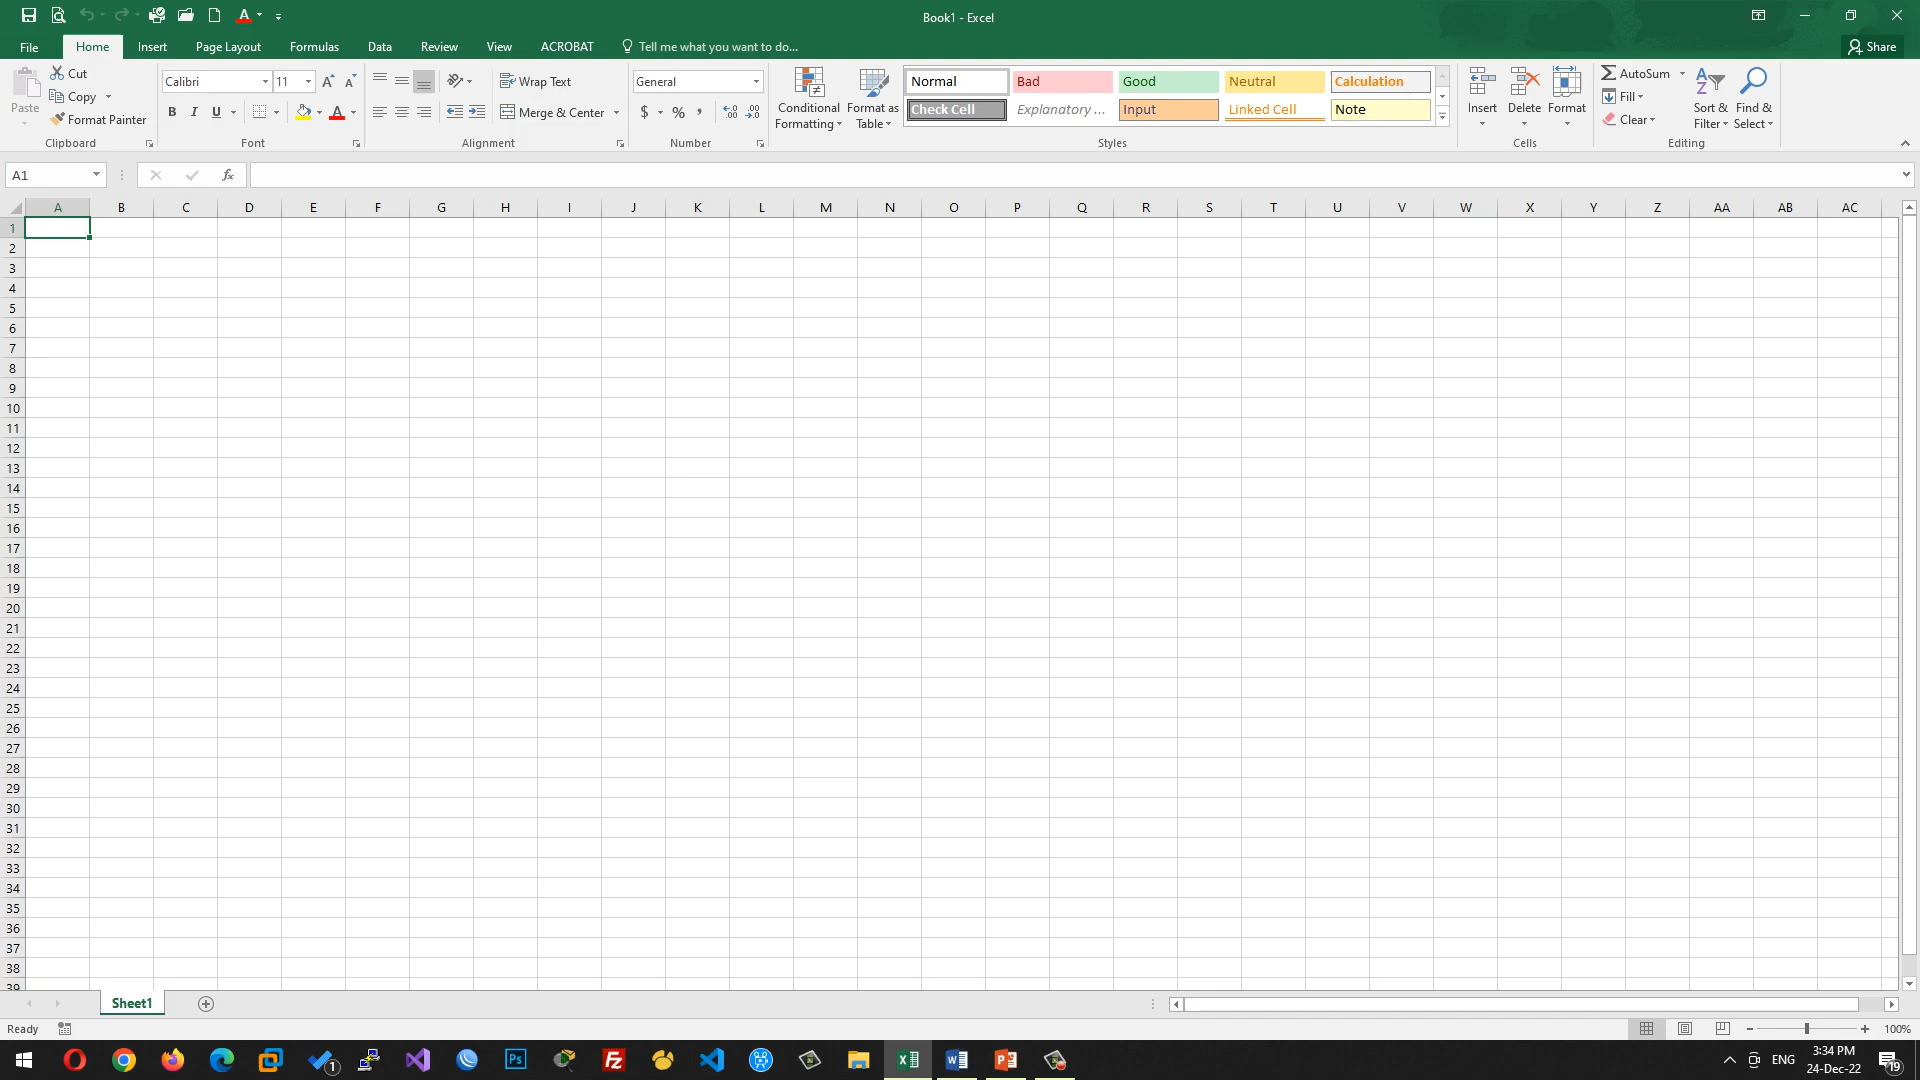 Book1 - Excel
File Home Insert Page Layout Formulas Data Review View ACROBAT Tell me what you want to do... Share
Paste
Cut
Copy
Format Painter
Clipboard
Calibri 11
B I U
Font
Wrap Text
Merge & Center
Alignment
General
$ % ,
Number
Conditional Formatting
Format as Table
Normal Bad Good Neutral Calculation
Check Cell Explanatory ... Input Linked Cell Note
Styles
Insert Delete Format
Cells
AutoSum
Fill
Clear
Sort & Filter
Find & Select
Editing
A1 fx
A B C D E F G H I J K L M N O P Q R S T U V W X Y Z AA AB AC
1
2
3
4
5
6
7
8
9
10
11
12
13
14
15
16
17
18
19
20
21
22
23
24
25
26
27
28
29
30
31
32
33
34
35
36
37
38
39
Sheet1
Ready 100%
ENG 3:34 PM
24-Dec-22 19